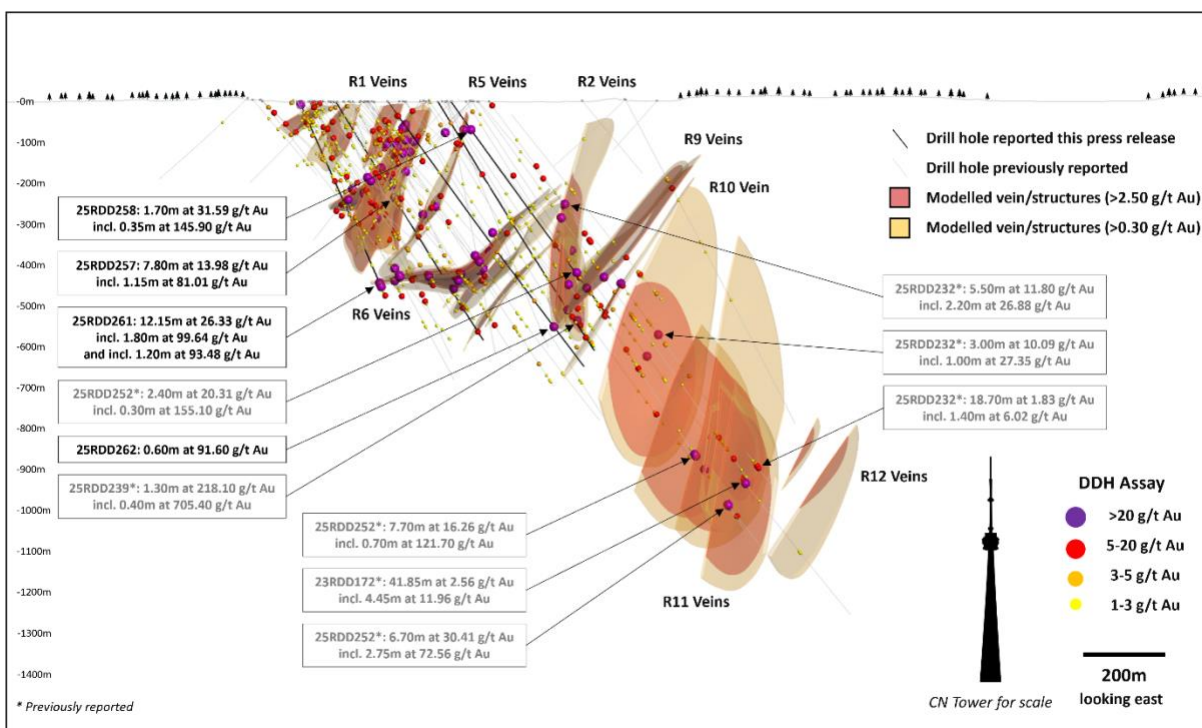 R1 Veins
R5 Veins
R2 Veins
R9 Veins
R10 Vein
R6 Veins
R12 Veins
R11 Veins
-0m
-100m
-200m
-300m
-400m
-500m
-600m
-700m
-800m
-900m
-1000m
-1100m
-1200m
-1300m
-1400m
25RDD258: 1.70m at 31.59 g/t Au
incl. 0.35m at 145.90 g/t Au
25RDD257: 7.80m at 13.98 g/t Au
incl. 1.15m at 81.01 g/t Au
25RDD261: 12.15m at 26.33 g/t Au
incl. 1.80m at 99.64 g/t Au
and incl. 1.20m at 93.48 g/t Au
25RDD252*: 2.40m at 20.31 g/t Au
incl. 0.30m at 155.10 g/t Au
25RDD262: 0.60m at 91.60 g/t Au
25RDD239*: 1.30m at 218.10 g/t Au
incl. 0.40m at 705.40 g/t Au
25RDD252*: 7.70m at 16.26 g/t Au
incl. 0.70m at 121.70 g/t Au
23RDD172*: 41.85m at 2.56 g/t Au
incl. 4.45m at 11.96 g/t Au
25RDD252*: 6.70m at 30.41 g/t Au
incl. 2.75m at 72.56 g/t Au
Drill hole reported this press release
Drill hole previously reported
Modelled vein/structures (>2.50 g/t Au)
Modelled vein/structures (>0.30 g/t Au)
25RDD232*: 5.50m at 11.80 g/t Au
incl. 2.20m at 26.88 g/t Au
25RDD232*: 3.00m at 10.09 g/t Au
incl. 1.00m at 27.35 g/t Au
25RDD232*: 18.70m at 1.83 g/t Au
incl. 1.40m at 6.02 g/t Au
DDH Assay
>20 g/t Au
5-20 g/t Au
3-5 g/t Au
1-3 g/t Au
200m
looking east
CN Tower for scale
* Previously reported